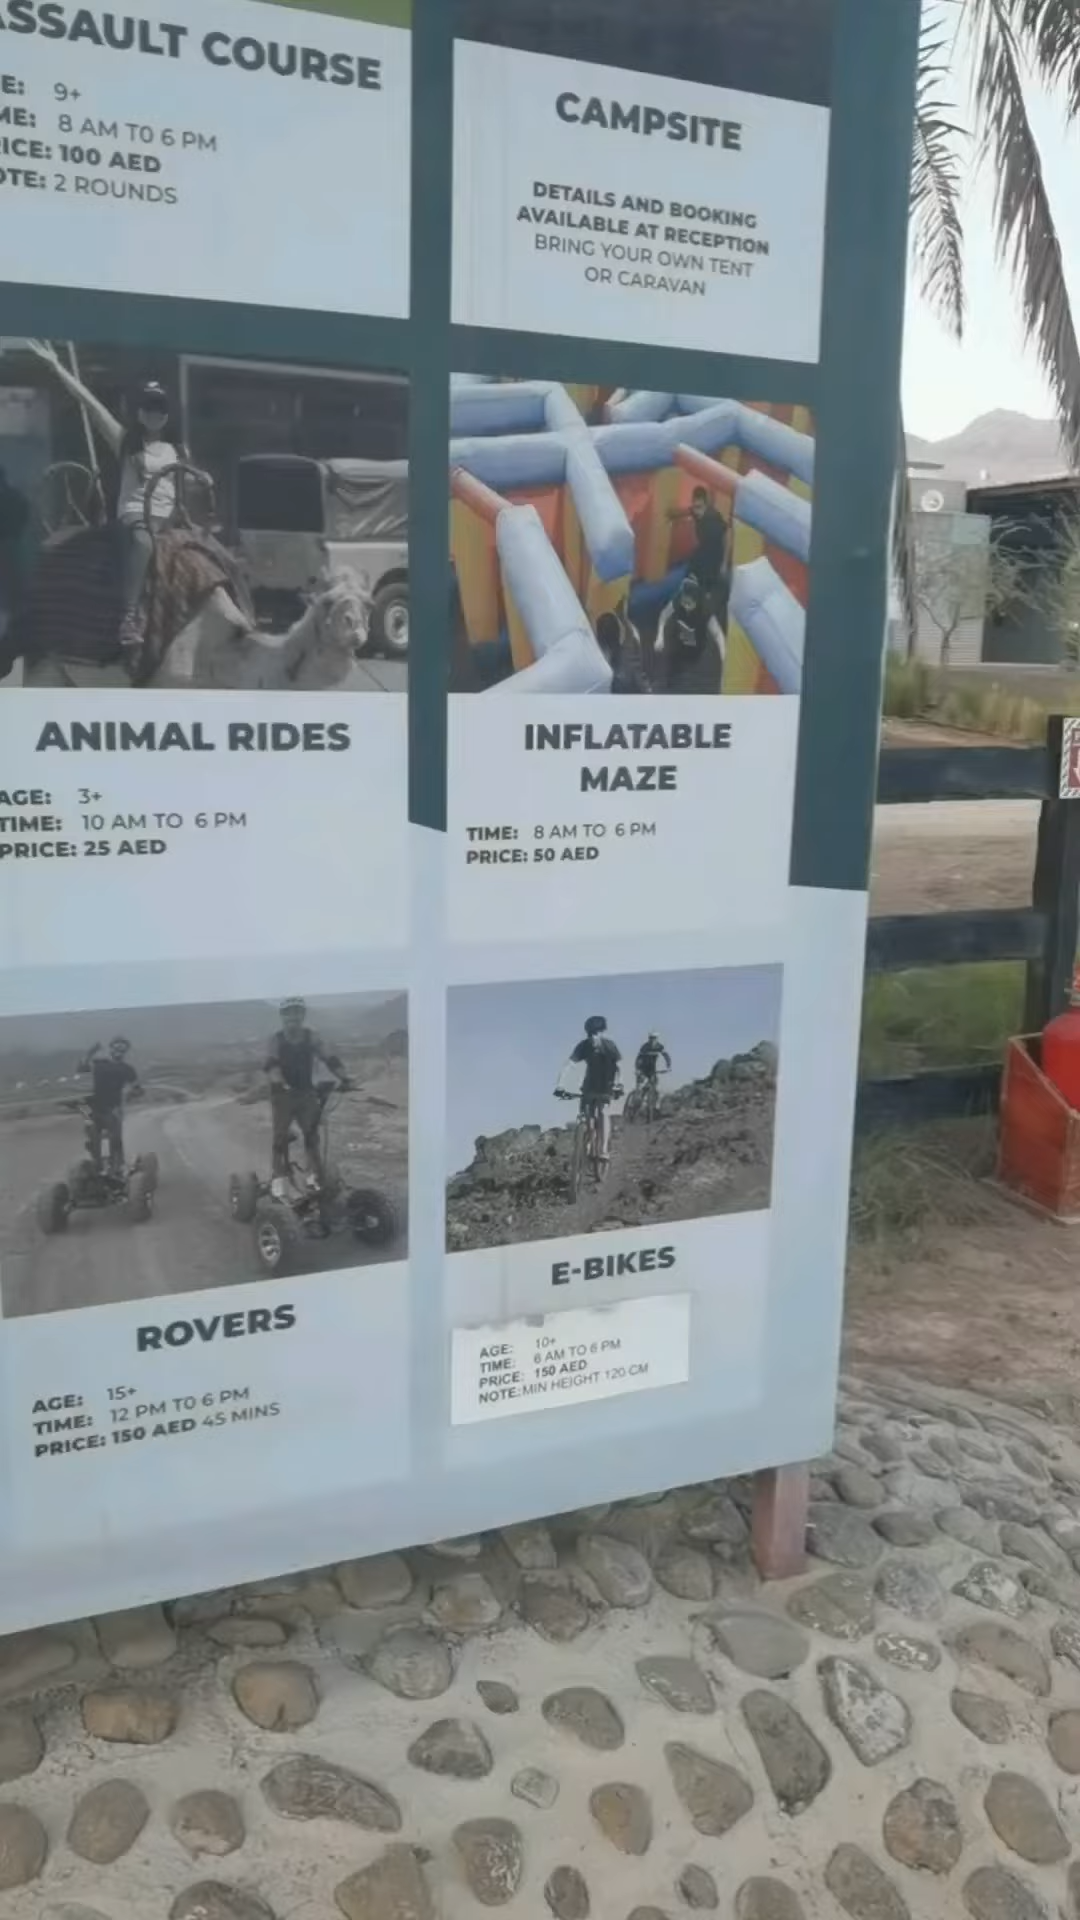 ASSAULT COURSE
E: 9+
ME: 8 AM TO 6 PM
ICE: 100 AED
OTE: 2 ROUNDS
CAMPSITE
DETAILS AND BOOKING
AVAILABLE AT RECEPTION
BRING YOUR OWN TENT
OR CARAVAN
ANIMAL RIDES
AGE: 3+
TIME: 10 AM TO 6 PM
PRICE: 25 AED
INFLATABLE
MAZE
TIME: 8 AM TO 6 PM
PRICE: 50 AED
ROVERS
AGE: 15+
TIME: 12 PM TO 6 PM
PRICE: 150 AED 45 MINS
E-BIKES
AGE: 10+
TIME: 6 AM TO 6 PM
PRICE: 150 AED
NOTE: MIN HEIGHT 120 CM